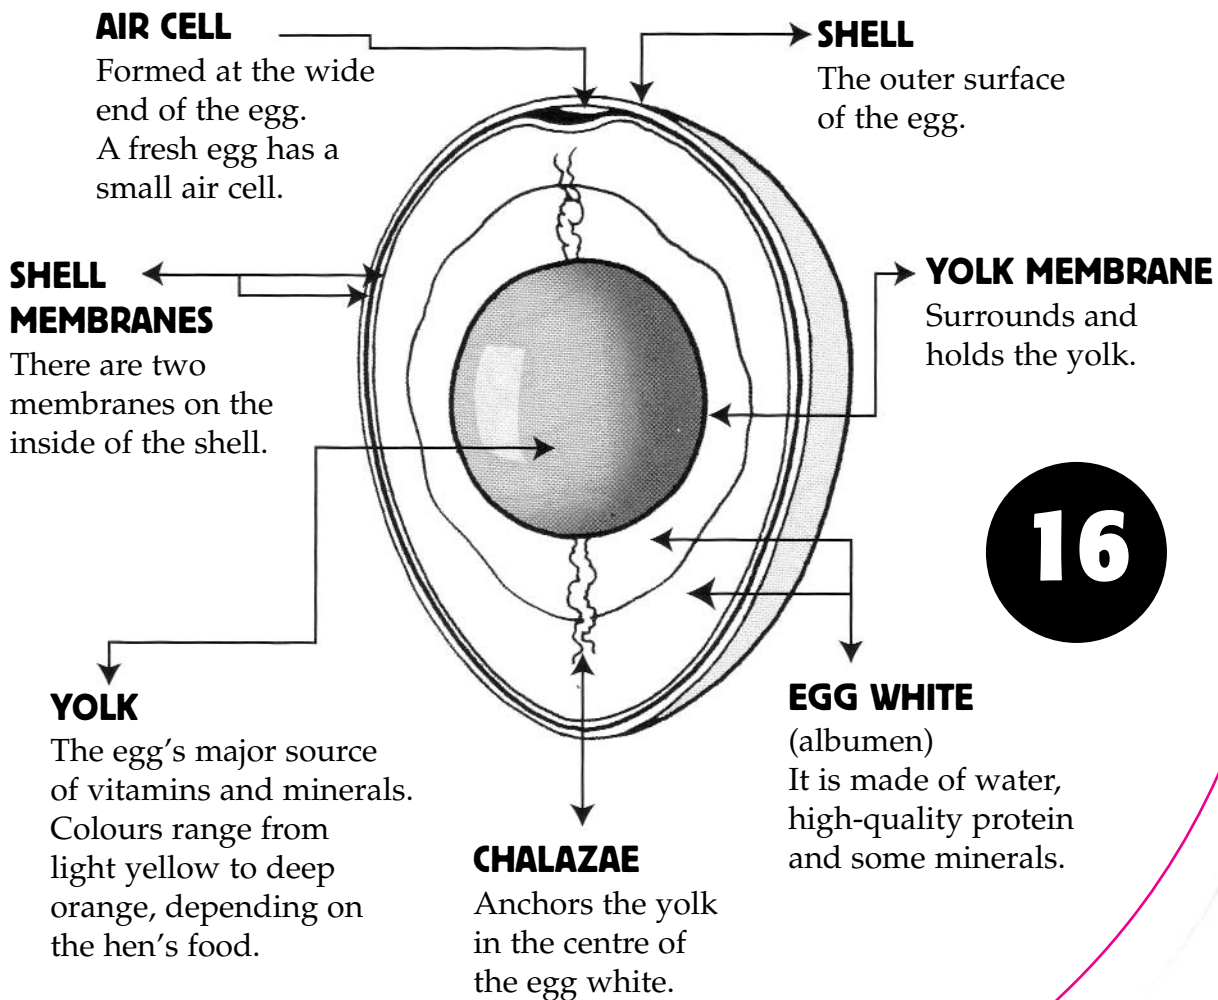 AIR CELL
Formed at the wide
end of the egg.
A fresh egg has a
small air cell.
SHELL
The outer surface
of the egg.
SHELL
MEMBRANES
There are two
membranes on the
inside of the shell.
YOLK MEMBRANE
Surrounds and
holds the yolk.
16
YOLK
The egg’s major source
of vitamins and minerals.
Colours range from
light yellow to deep
orange, depending on
the hen’s food.
CHALAZAE
Anchors the yolk
in the centre of
the egg white.
EGG WHITE
(albumen)
It is made of water,
high-quality protein
and some minerals.